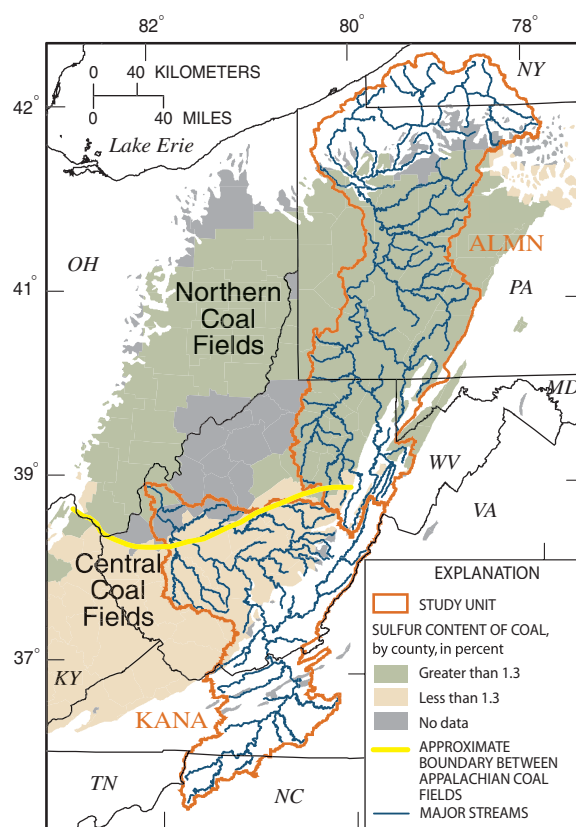 82°
80°
78°
0 40 KILOMETERS
0 40 MILES
NY
42°
Lake Erie
ALMN
OH
41°
PA
Northern
Coal
Fields
MD
39°
WV
VA
Central
Coal
Fields
EXPLANATION
STUDY UNIT
SULFUR CONTENT OF COAL,
by county, in percent
Greater than 1.3
Less than 1.3
No data
APPROXIMATE
BOUNDARY BETWEEN
APPALACHIAN COAL
FIELDS
MAJOR STREAMS
37°
KY
KANA
TN
NC